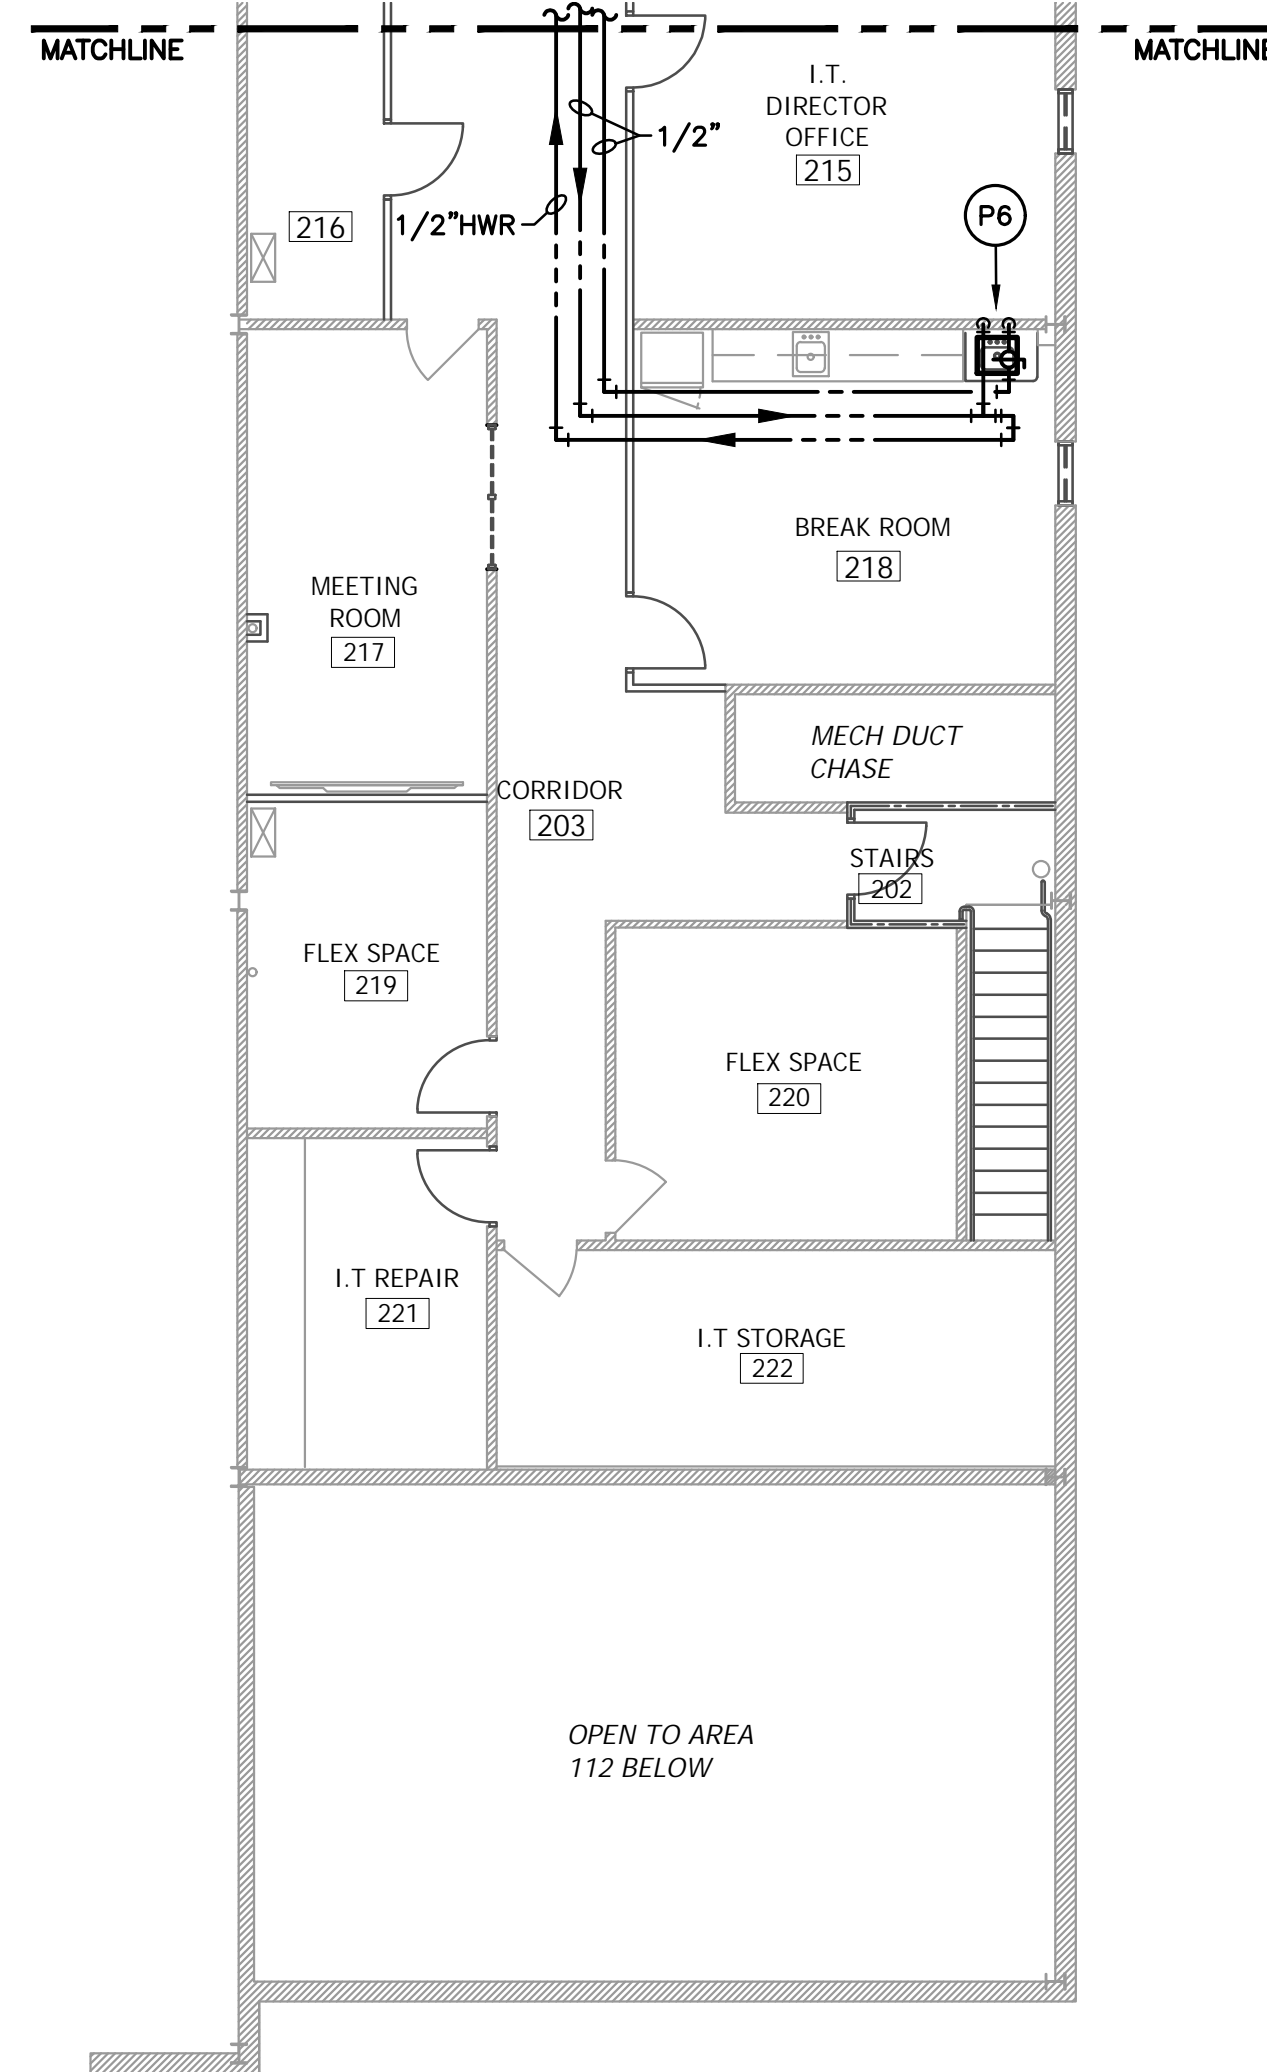 MATCHLINE
MATCHLINE
I.T.
DIRECTOR
OFFICE
215
1/2"
1/2"HWR
216
P6
BREAK ROOM
218
MEETING
ROOM
217
MECH DUCT
CHASE
CORRIDOR
203
STAIRS
202
FLEX SPACE
219
FLEX SPACE
220
I.T REPAIR
221
I.T STORAGE
222
OPEN TO AREA
112 BELOW